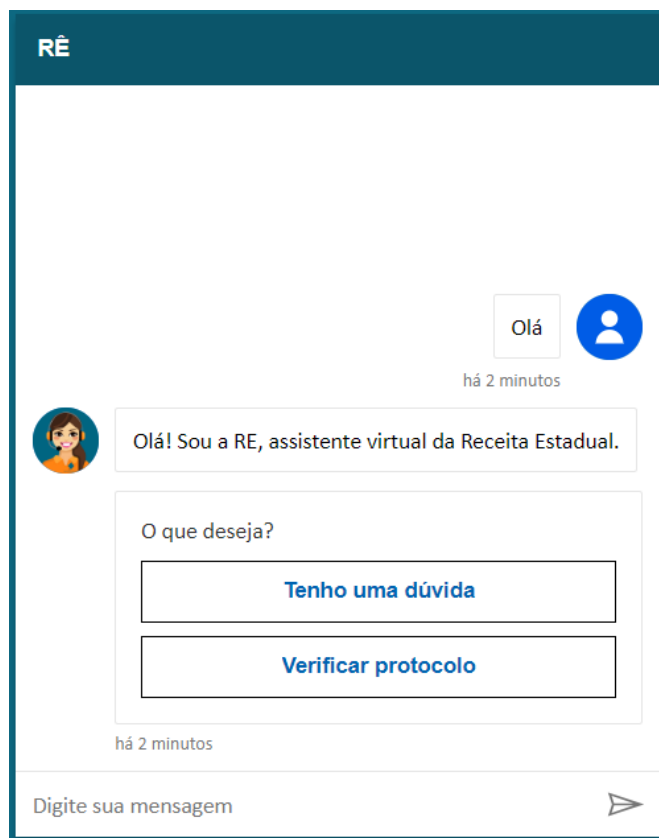 RÊ
Olá
há 2 minutos
Olá! Sou a RE, assistente virtual da Receita Estadual.
O que deseja?
Tenho uma dúvida
Verificar protocolo
há 2 minutos
Digite sua mensagem